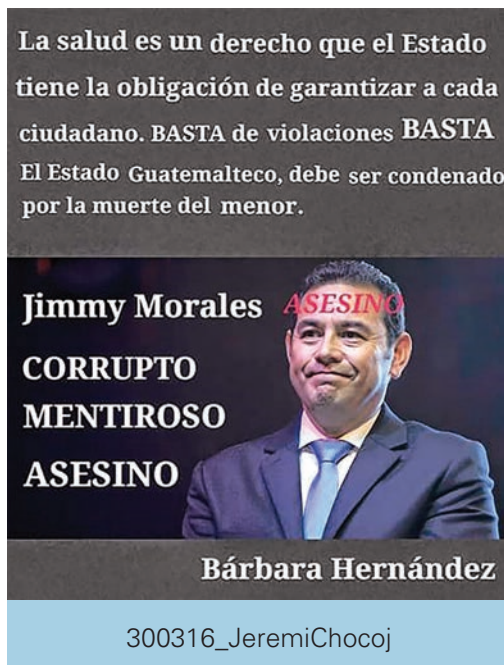 La salud es un derecho que el Estado
tiene la obligación de garantizar a cada
ciudadano. BASTA de violaciones BASTA
El Estado Guatemalteco, debe ser condenado
por la muerte del menor.
Jimmy Morales ASESINO
CORRUPTO
MENTIROSO
ASESINO
Bárbara Hernández
300316_JeremiChocoj